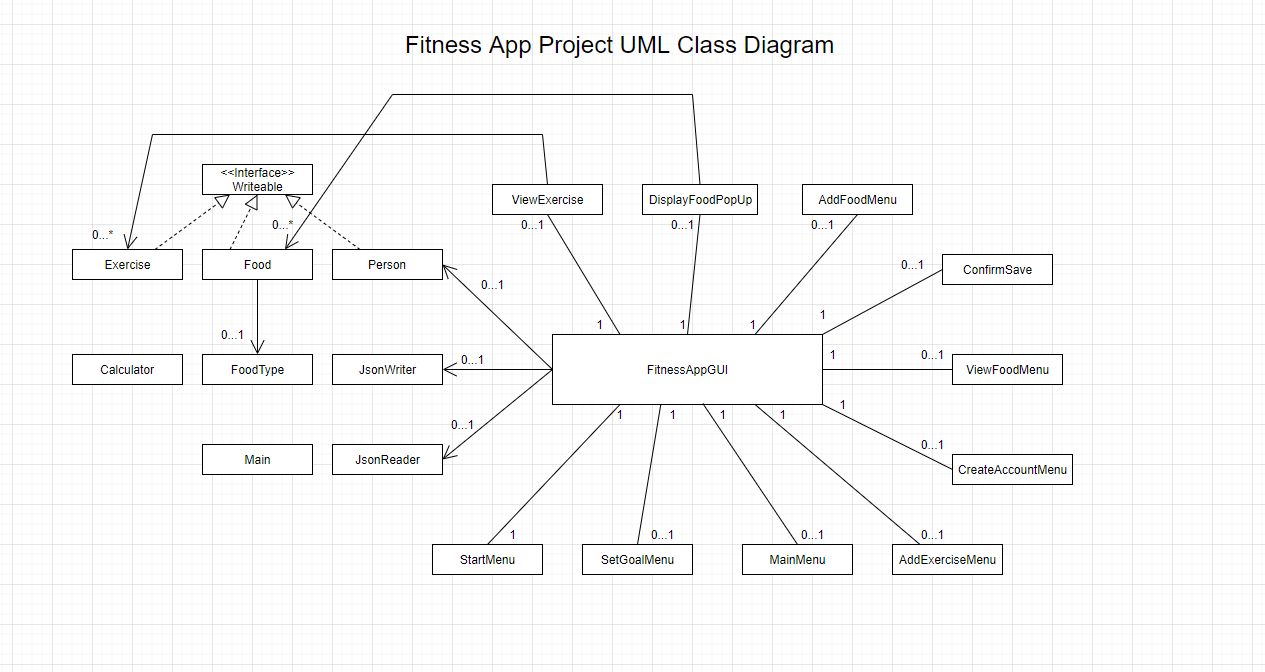 Fitness App Project UML Class Diagram
<<Interface>>
Writeable
ViewExercise
DisplayFoodPopUp
AddFoodMenu
0...*
0...*
0...1
0...1
0...1
Exercise
Food
Person
0...1
ConfirmSave
0...1
1
1
1
1
0...1
0...1
1
0...1
Calculator
FoodType
JsonWriter
FitnessAppGUI
ViewFoodMenu
1
1
1
1
1
0...1
0...1
Main
JsonReader
CreateAccountMenu
1
0...1
0...1
0...1
StartMenu
SetGoalMenu
MainMenu
AddExerciseMenu